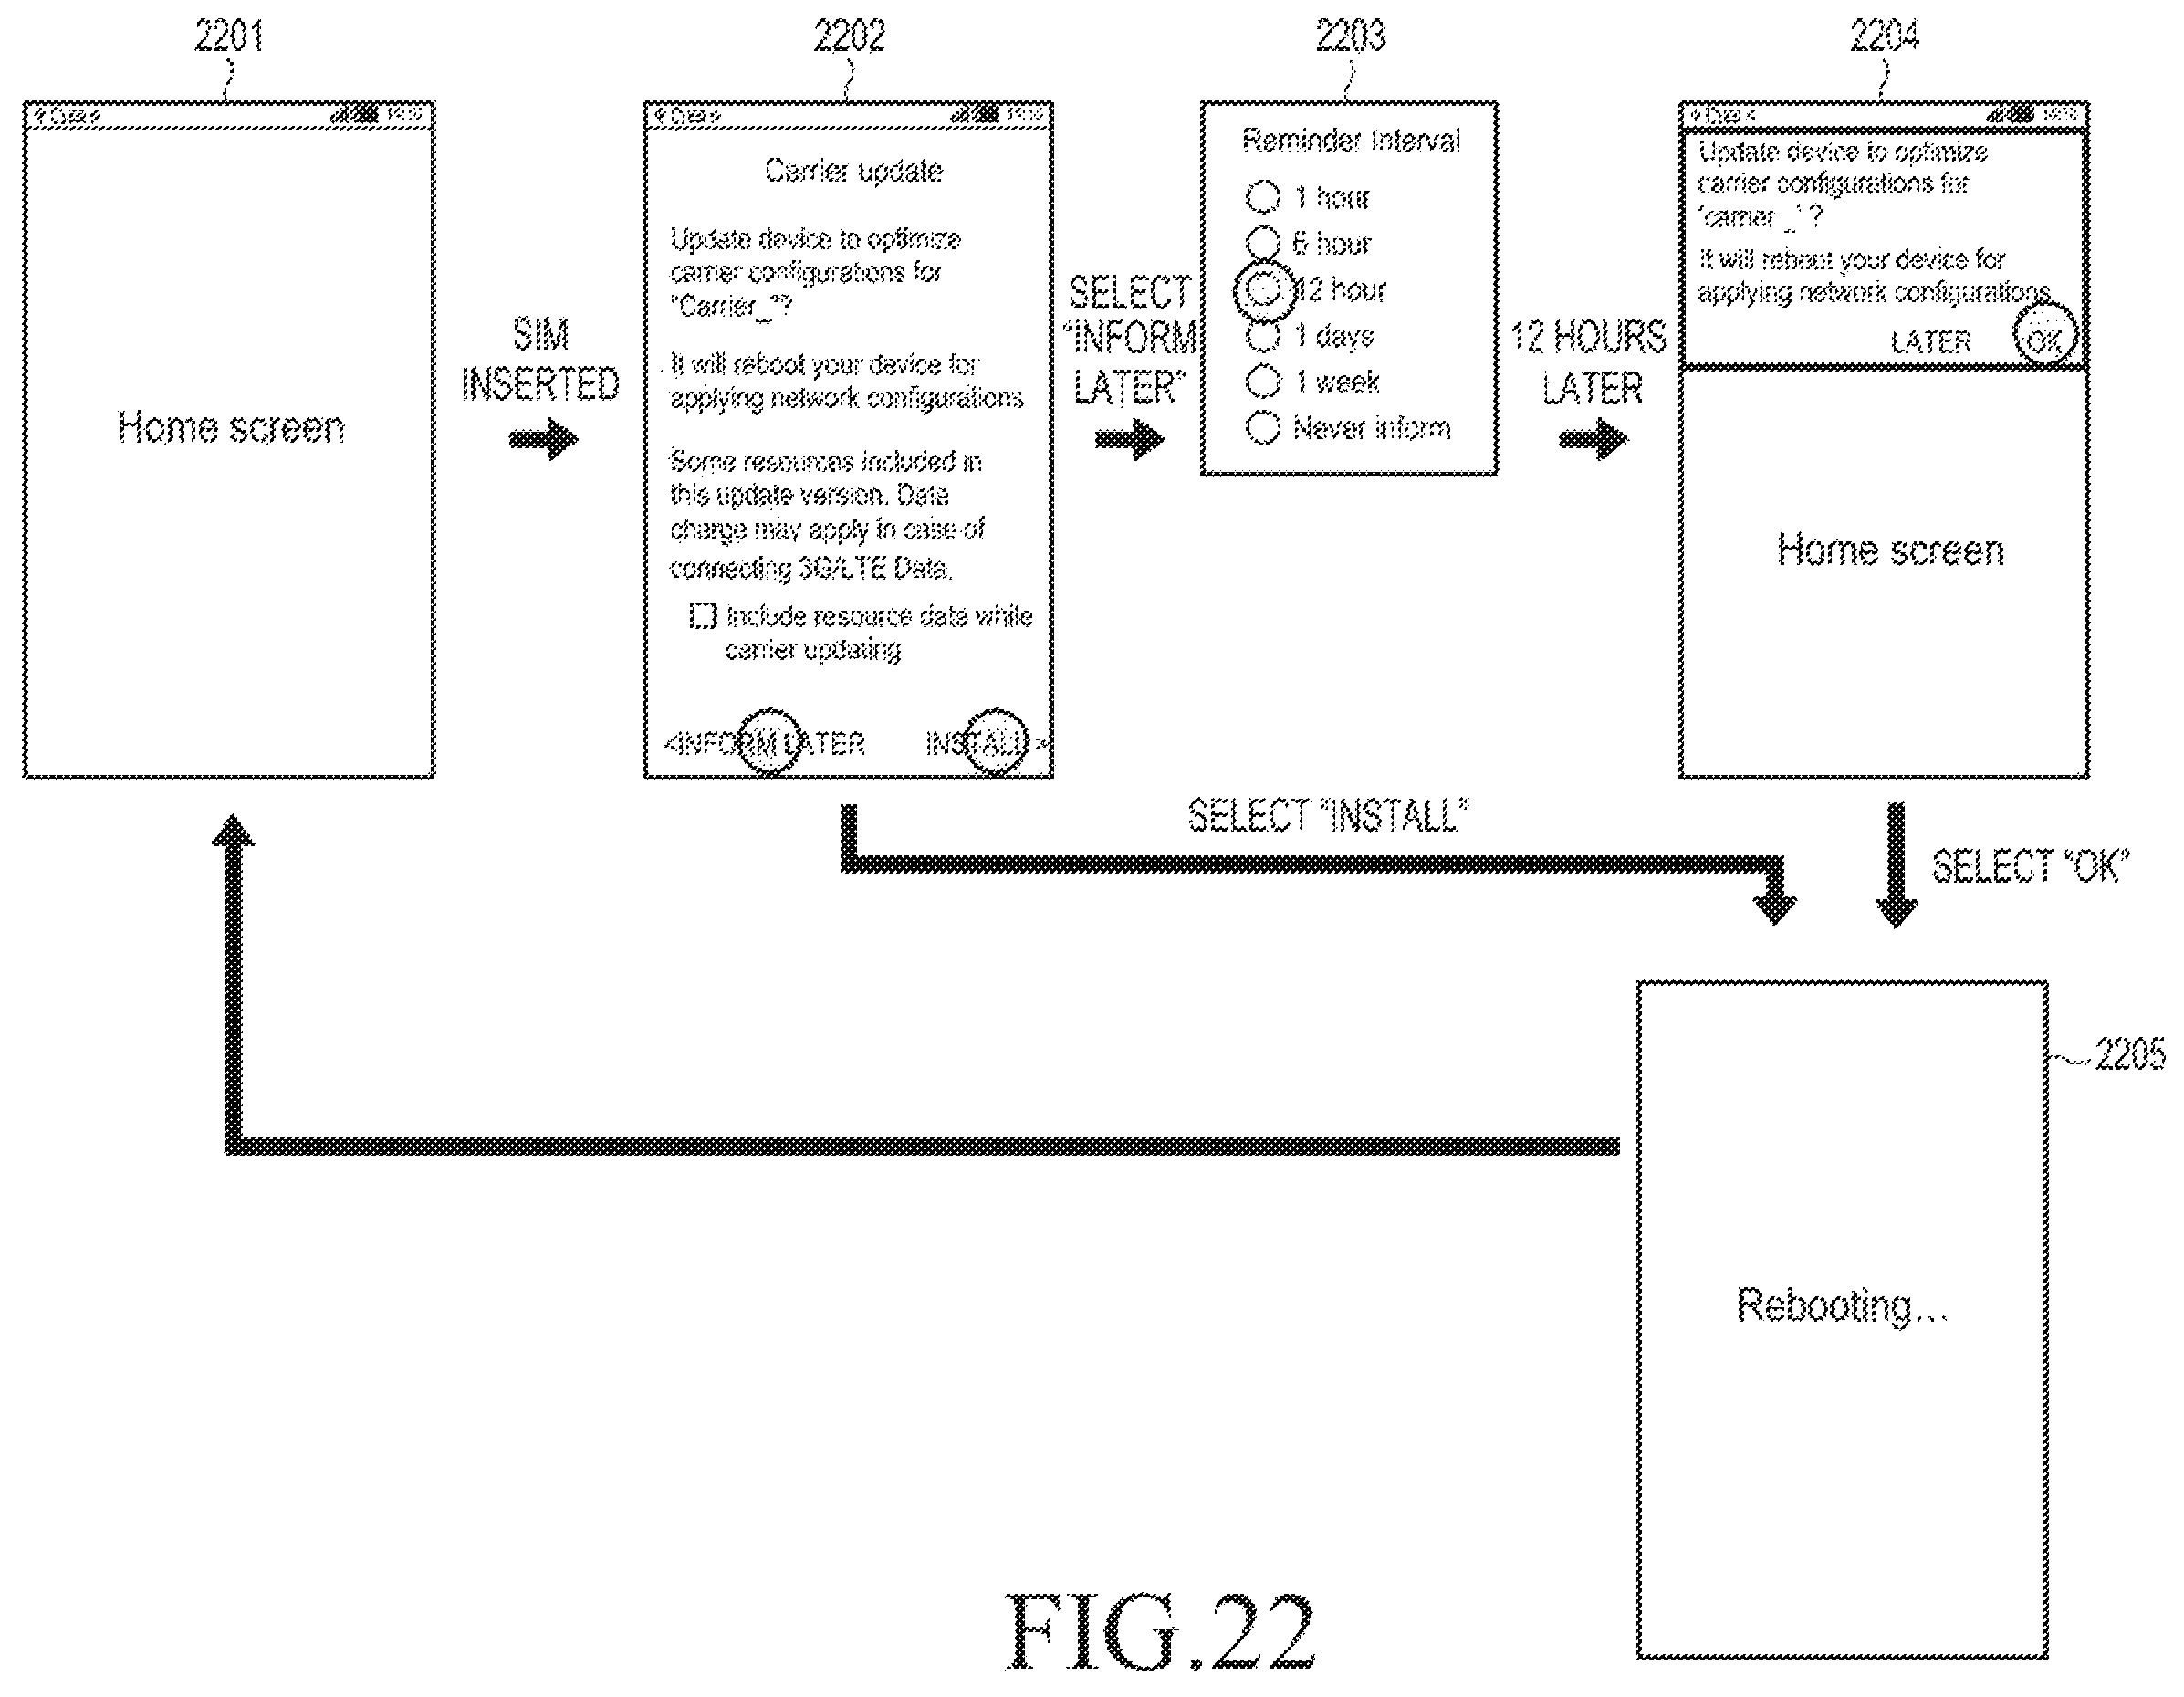 2201
2202
2203
2204
Home screen
SIM
INSERTED
Carrier update
Update device to optimize
carrier configurations for
"Carrier_"?
It will reboot your device for
applying network configurations
Some resources included in
this update version. Data
charge may apply in case of
connecting 3G/LTE Data.
Include resource data while
carrier updating
<INFORM LATER
INSTALL >
SELECT
"INFORM
LATER"
Reminder Interval
1 hour
6 hour
12 hour
1 days
1 week
Never inform
12 HOURS
LATER
Update device to optimize
carrier configurations for
'carrier _' ?
It will reboot your device for
applying network configurations
LATER
OK
Home screen
SELECT "INSTALL"
SELECT "OK"
2205
Rebooting...
FIG.22